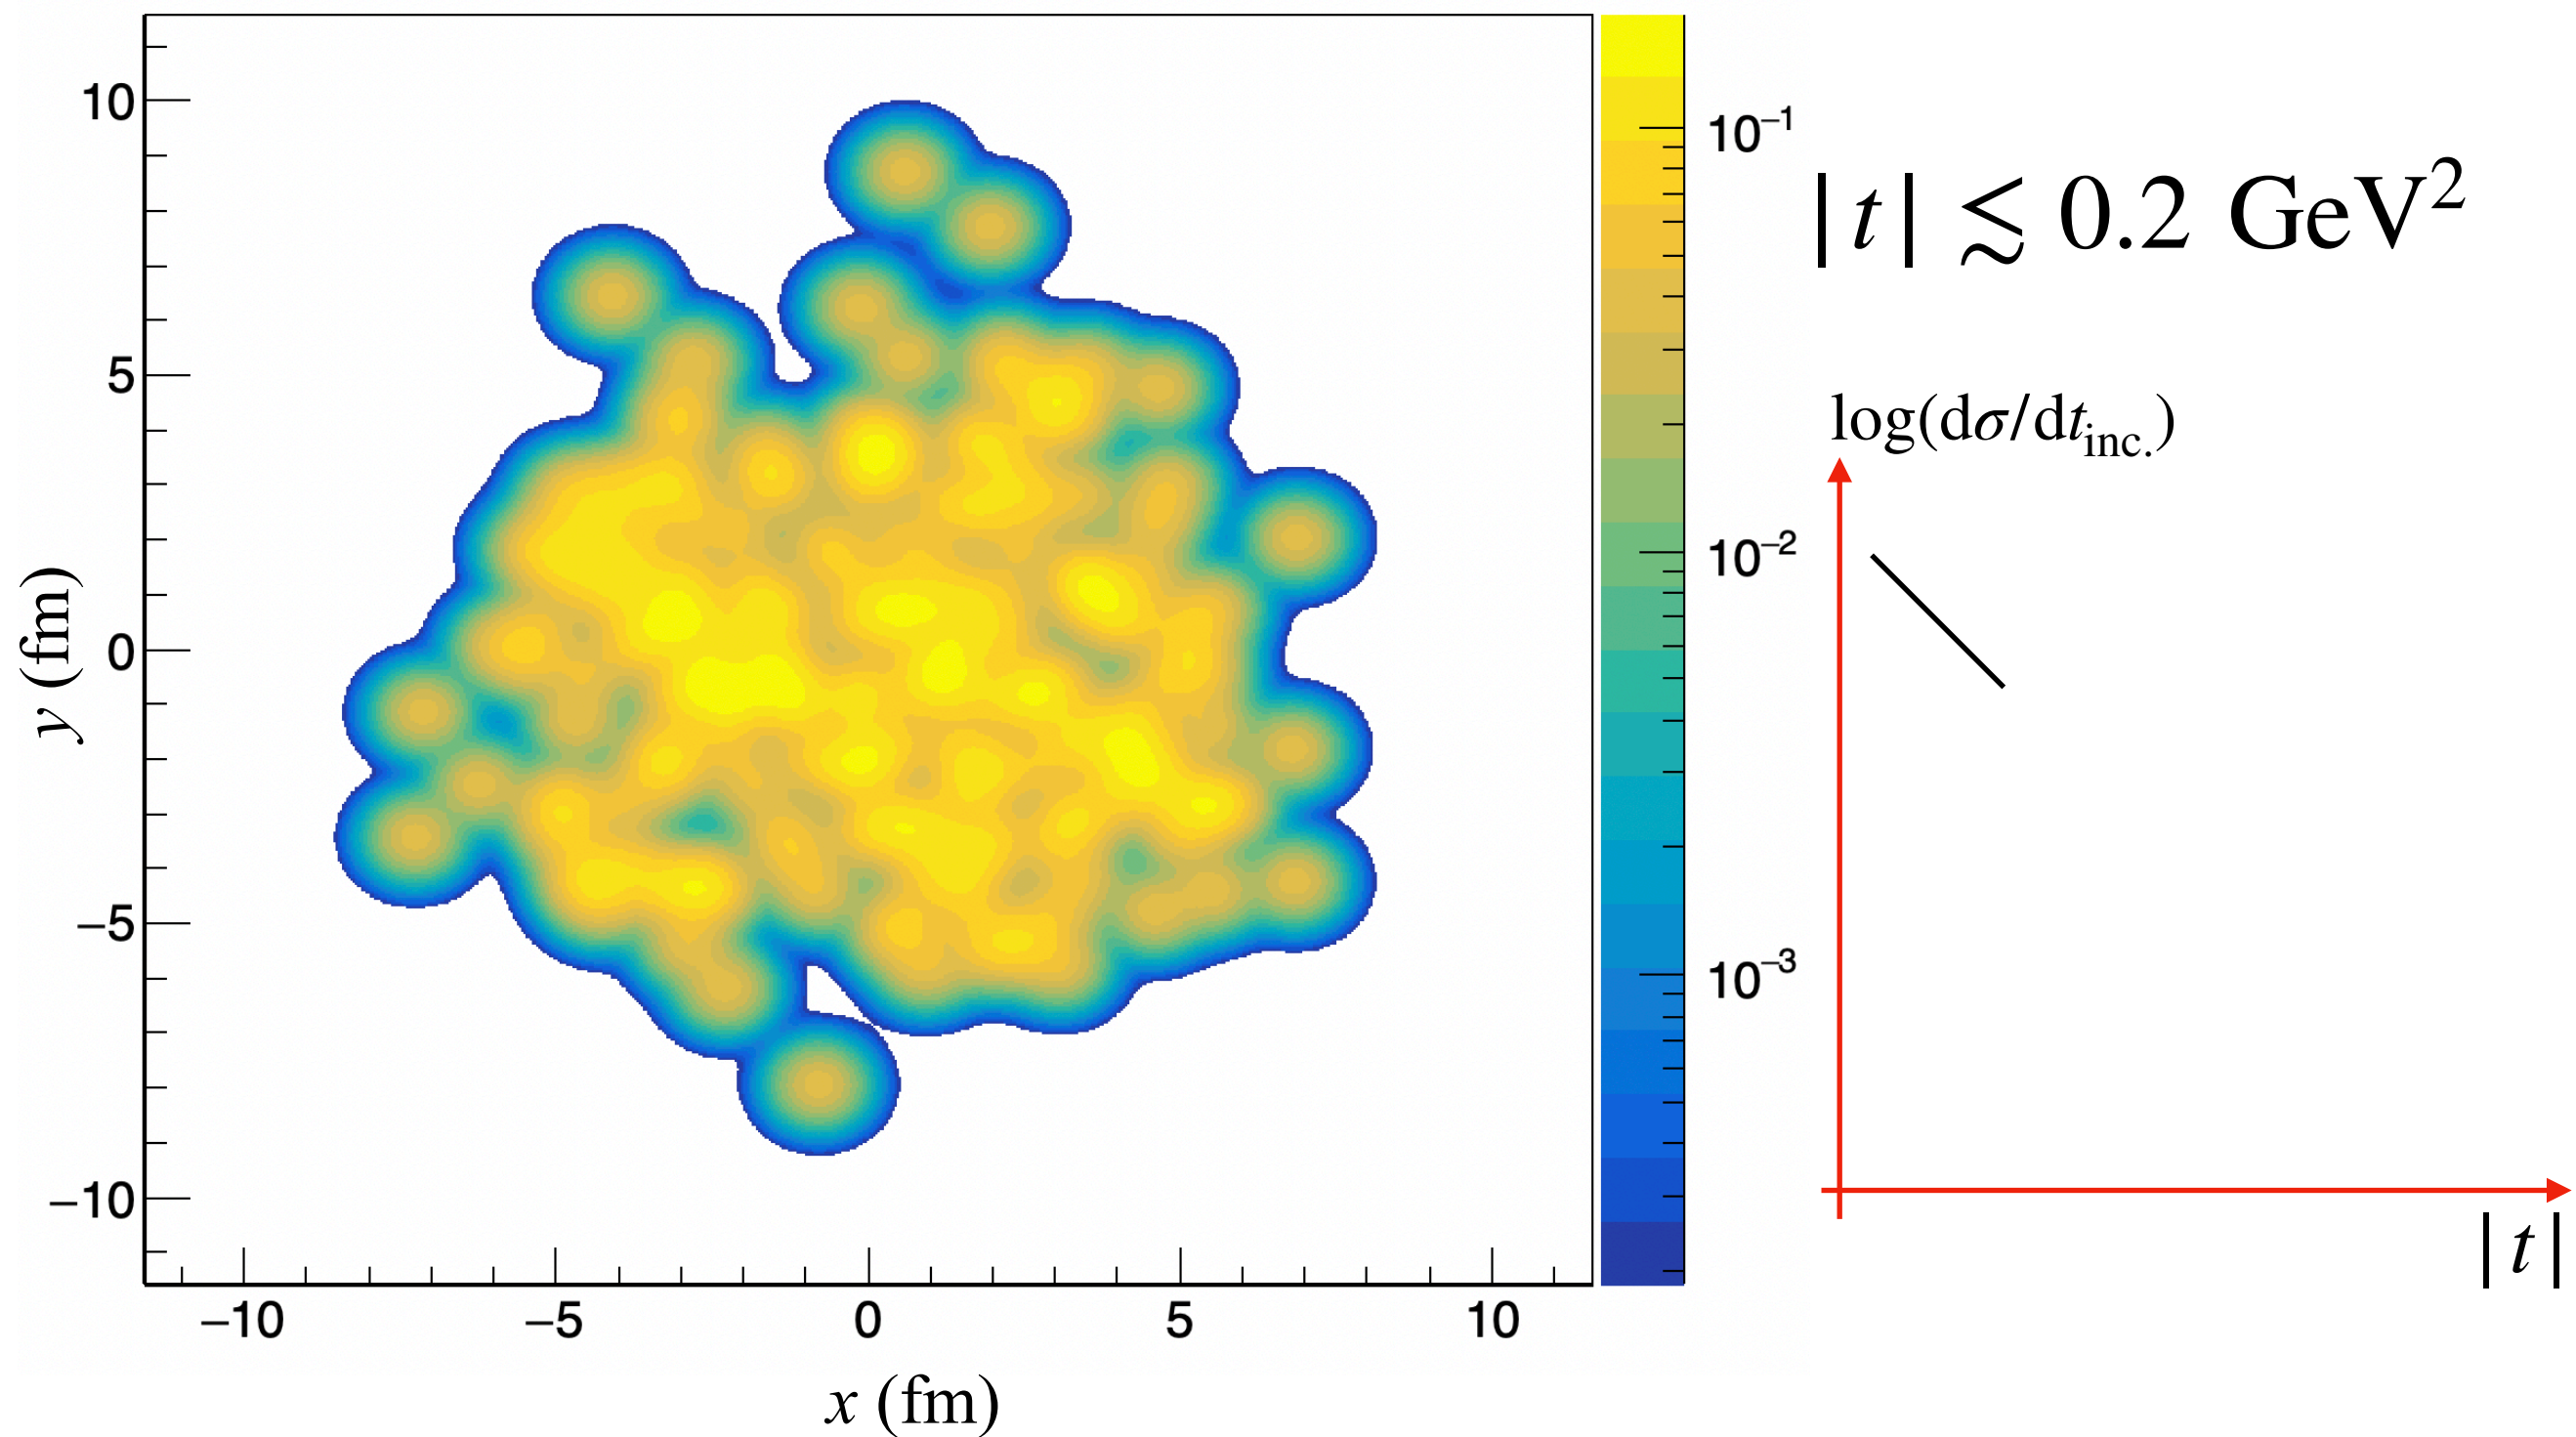 10
5
0
−5
−10
y (fm)
−10 −5 0 5 10
x (fm)
10⁻¹
10⁻²
10⁻³
|t| ≲ 0.2 GeV²
log(dσ/dt_inc.)
|t|